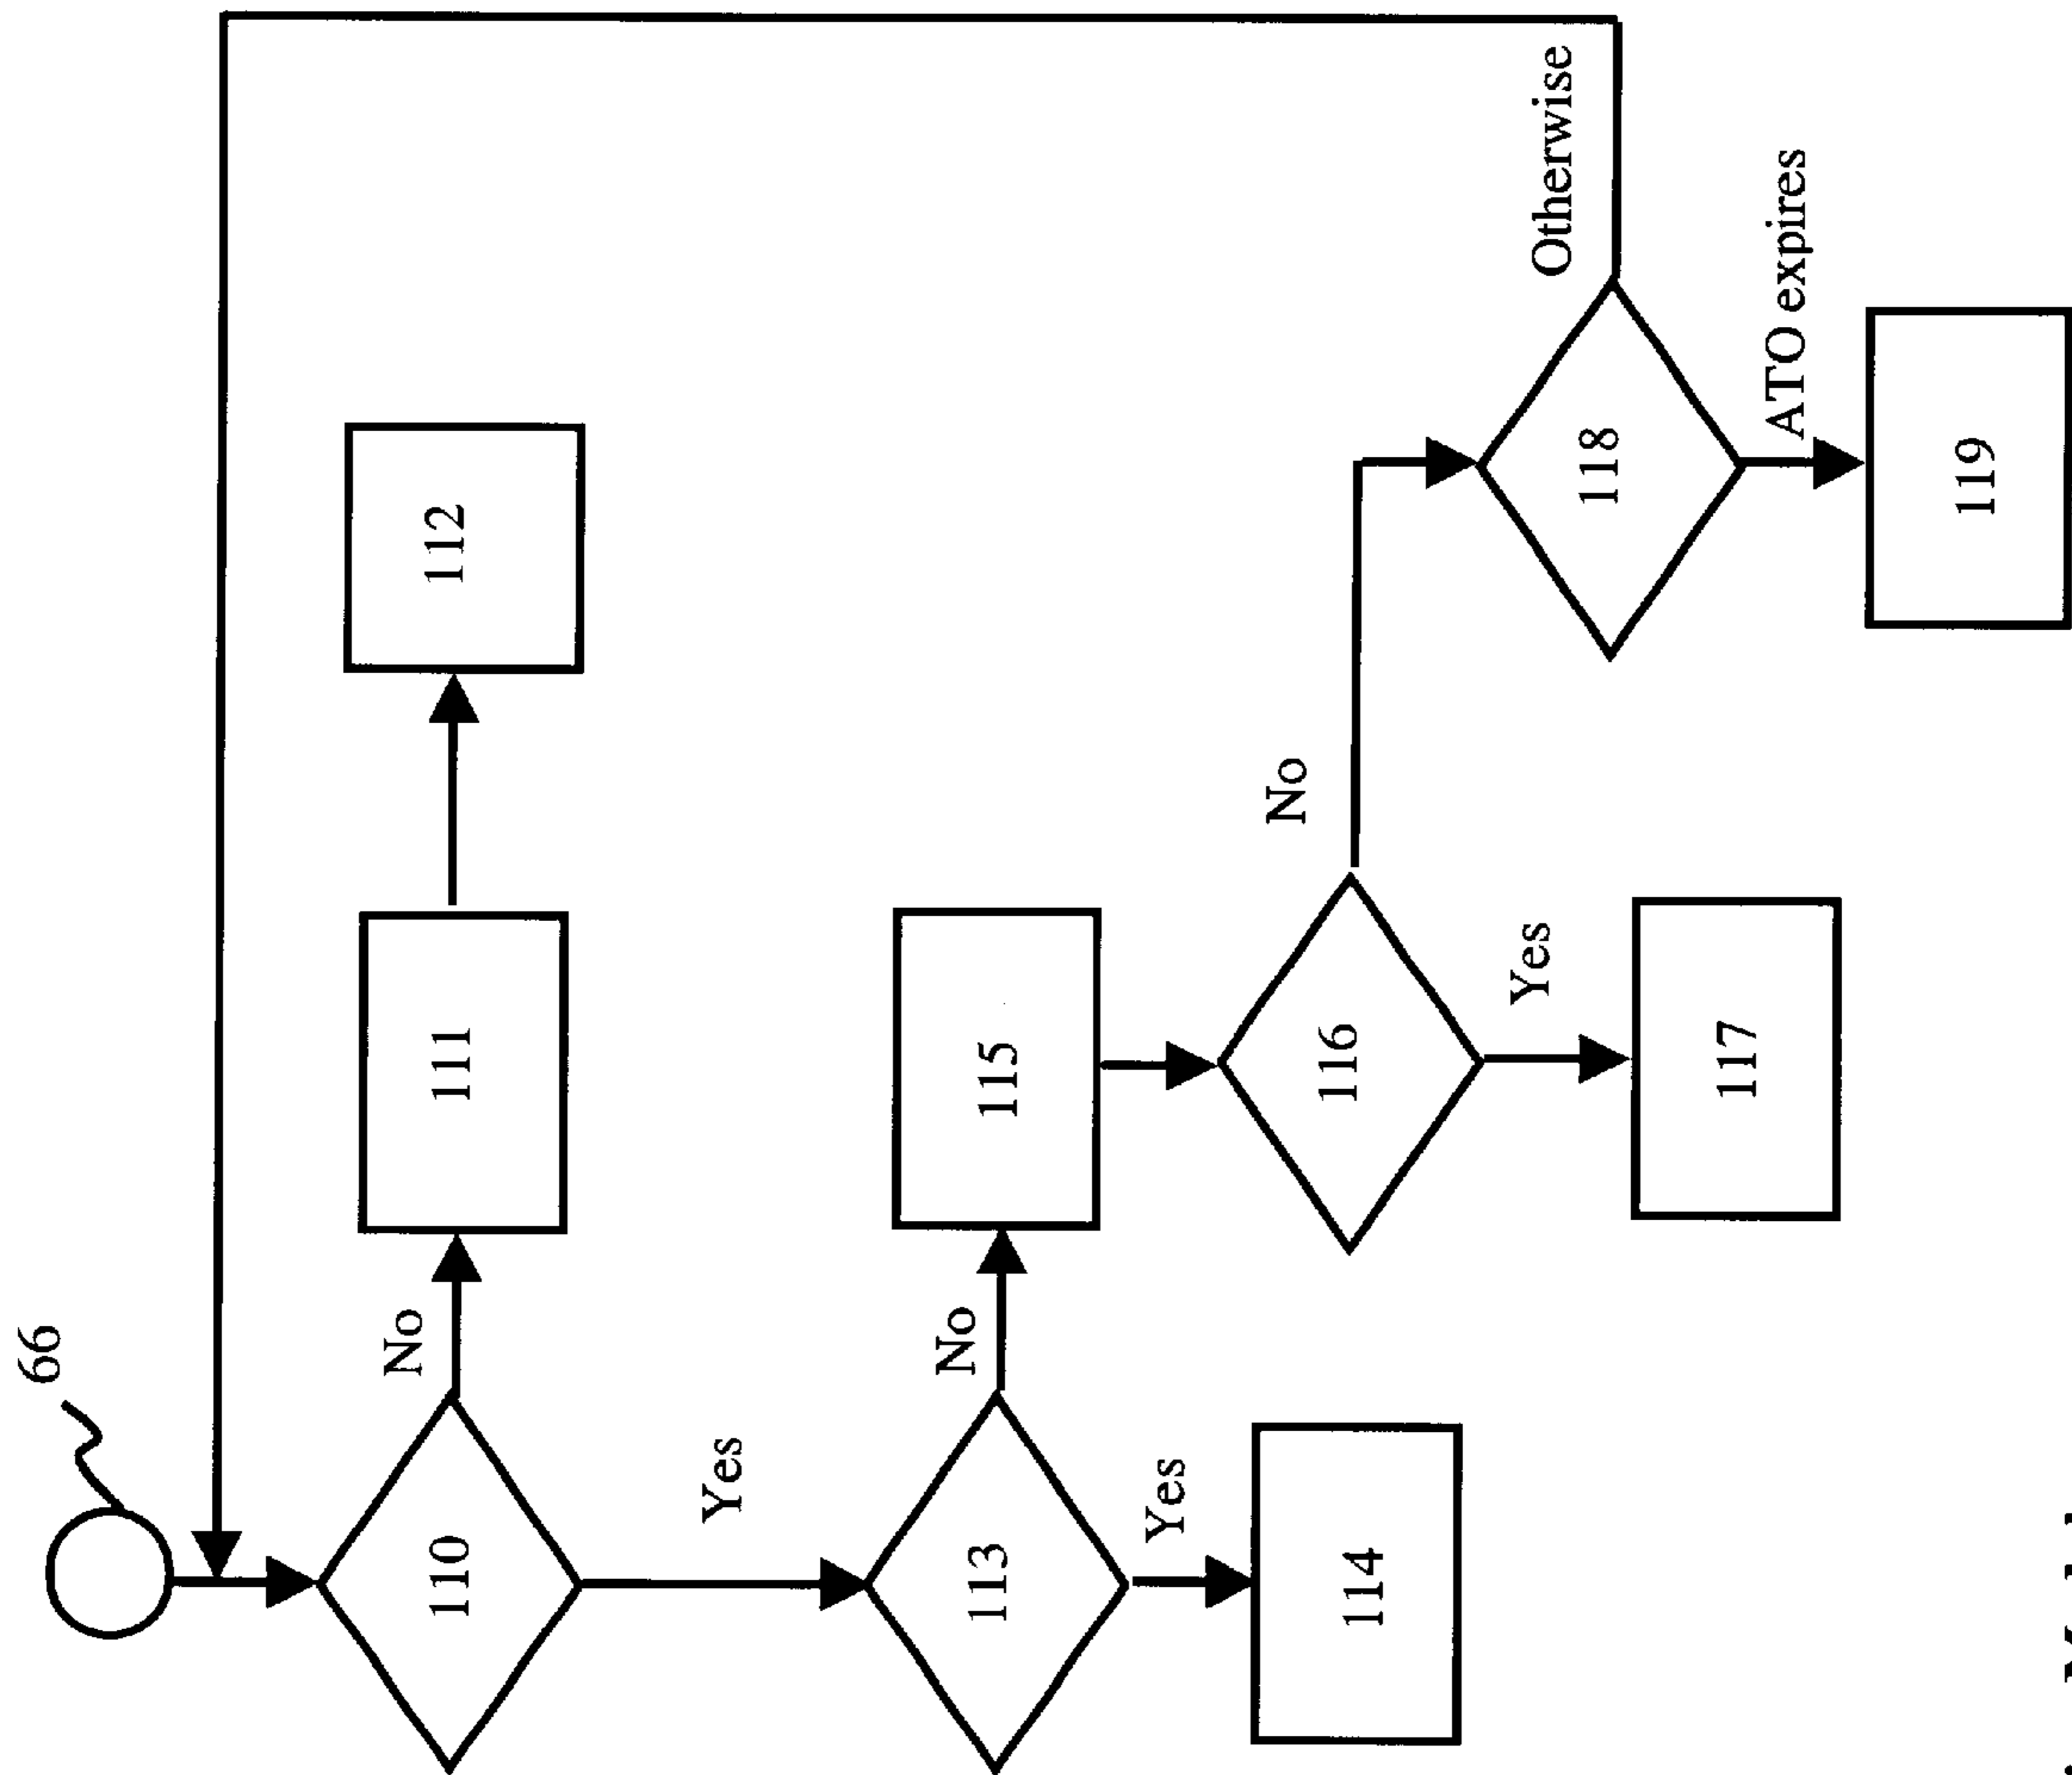 66
110
No
111
112
Yes
113
No
115
Yes
114
116
No
Yes
117
118
Otherwise
ATO expires
119